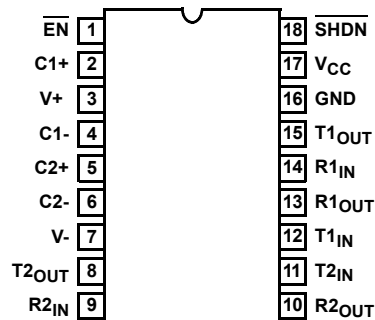 EN 1 18 SHDN
C1+ 2 17 VCC
V+ 3 16 GND
C1- 4 15 T1OUT
C2+ 5 14 R1IN
C2- 6 13 R1OUT
V- 7 12 T1IN
T2OUT 8 11 T2IN
R2IN 9 10 R2OUT